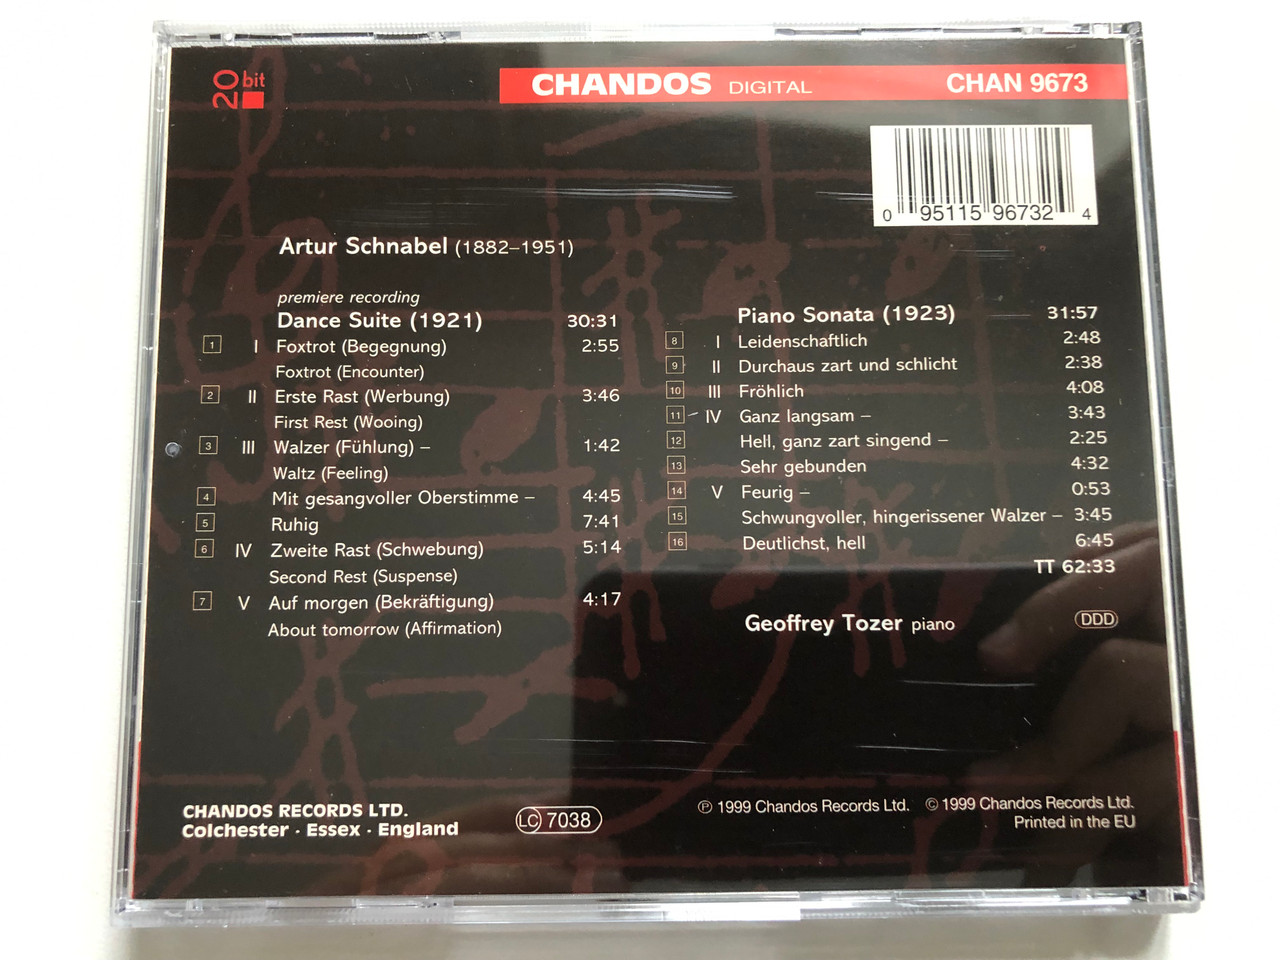 20 bit
CHANDOS DIGITAL CHAN 9673
0 95115 96732 4
Artur Schnabel (1882–1951)
premiere recording
Dance Suite (1921) 30:31
1 I Foxtrot (Begegnung) 2:55
Foxtrot (Encounter)
2 II Erste Rast (Werbung) 3:46
First Rest (Wooing)
3 III Walzer (Fühlung) – 1:42
Waltz (Feeling)
4 Mit gesangvoller Oberstimme – 4:45
5 Ruhig 7:41
6 IV Zweite Rast (Schwebung) 5:14
Second Rest (Suspense)
7 V Auf morgen (Bekräftigung) 4:17
About tomorrow (Affirmation)
Piano Sonata (1923) 31:57
8 I Leidenschaftlich 2:48
9 II Durchaus zart und schlicht 2:38
10 III Fröhlich 4:08
11 IV Ganz langsam – 3:43
12 Hell, ganz zart singend – 2:25
13 Sehr gebunden 4:32
14 V Feurig – 0:53
15 Schwungvoller, hingerissener Walzer – 3:45
16 Deutlichst, hell 6:45
TT 62:33
Geoffrey Tozer piano DDD
CHANDOS RECORDS LTD.
Colchester · Essex · England
LC 7038
℗ 1999 Chandos Records Ltd. © 1999 Chandos Records Ltd.
Printed in the EU